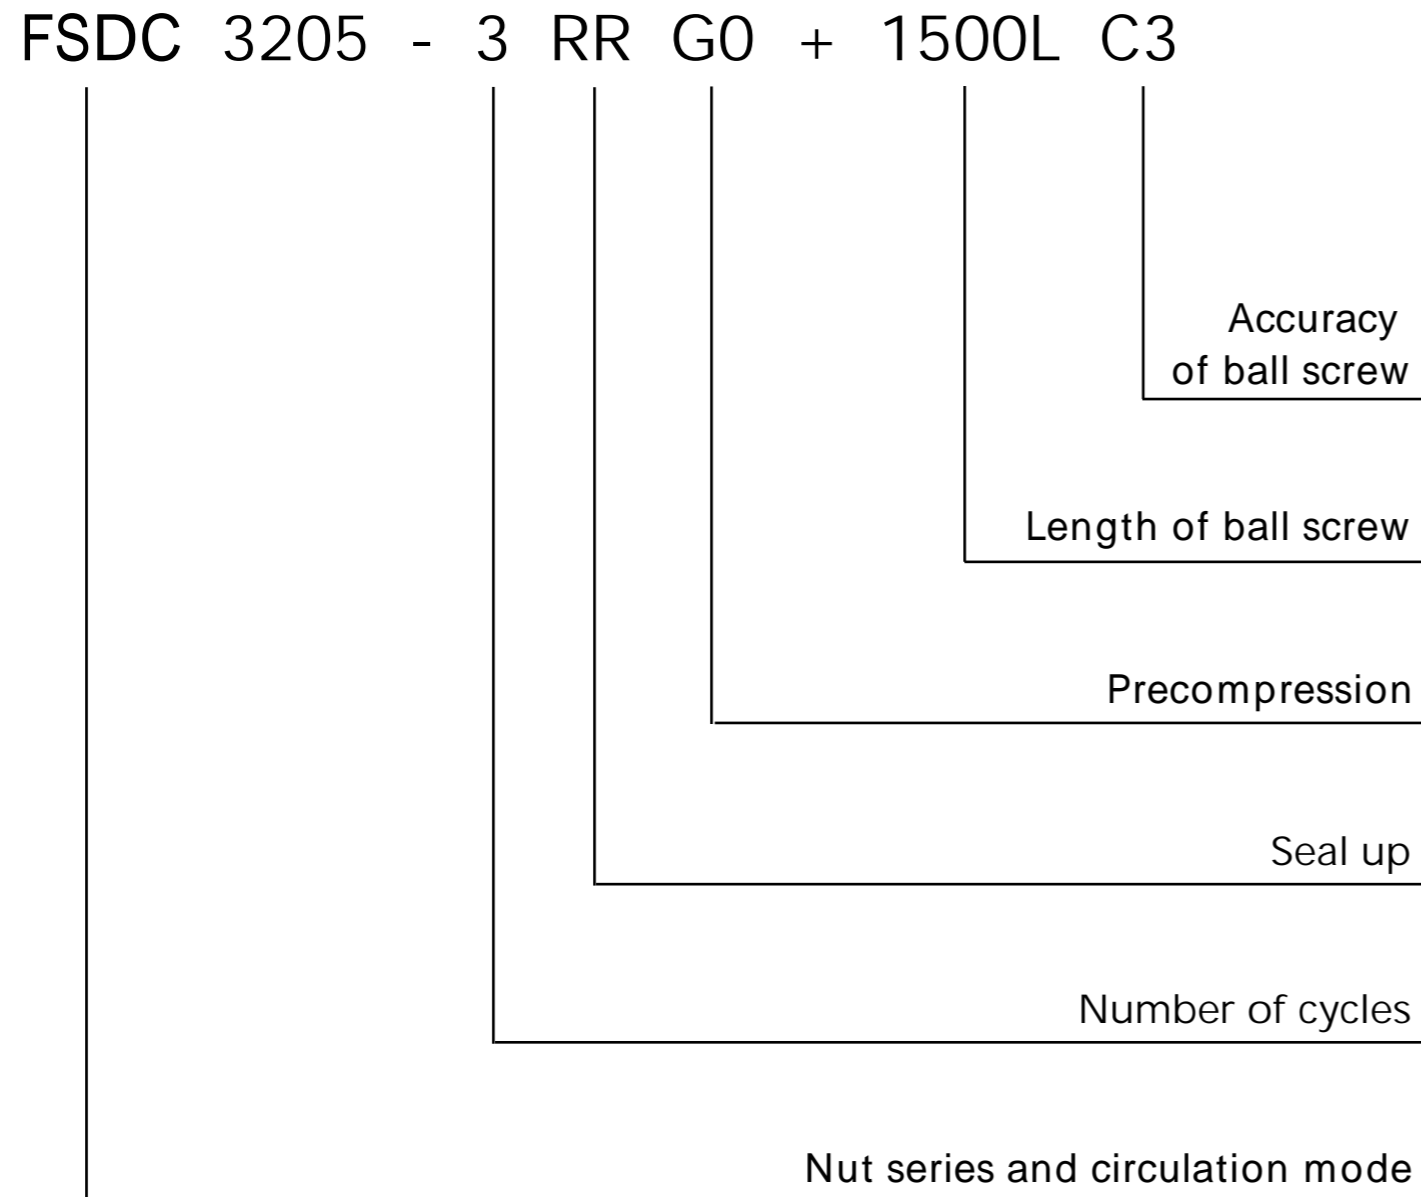 FSDC 3205 - 3 RR G0 + 1500L C3
Accuracy
of ball screw
Length of ball screw
Precompression
Seal up
Number of cycles
Nut series and circulation mode